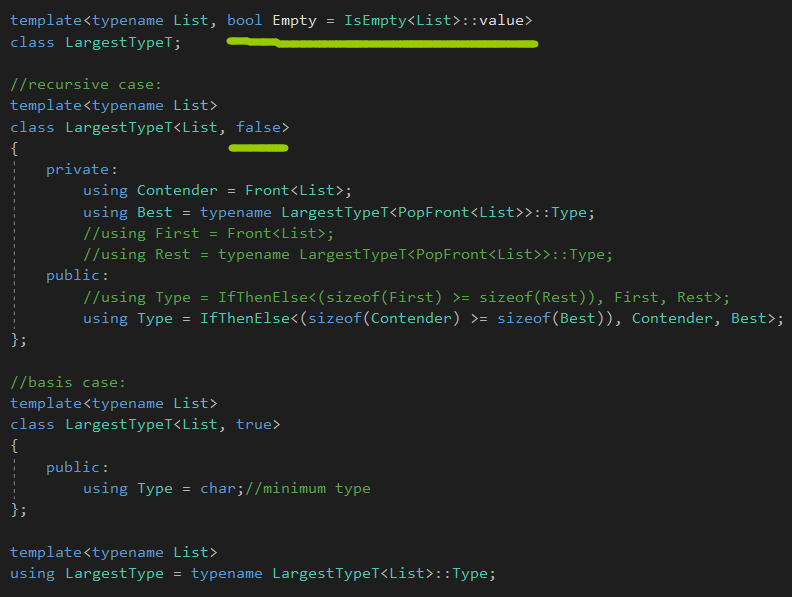 template<typename List, bool Empty = IsEmpty<List>::value>
class LargestTypeT;
//recursive case:
template<typename List>
class LargestTypeT<List, false>
{
private:
using Contender = Front<List>;
using Best = typename LargestTypeT<PopFront<List>>::Type;
//using First = Front<List>;
//using Rest = typename LargestTypeT<PopFront<List>>::Type;
public:
//using Type = IfThenElse<(sizeof(First) >= sizeof(Rest)), First, Rest>;
using Type = IfThenElse<(sizeof(Contender) >= sizeof(Best)), Contender, Best>;
};
//basis case:
template<typename List>
class LargestTypeT<List, true>
{
public:
using Type = char;//minimum type
};
template<typename List>
using LargestType = typename LargestTypeT<List>::Type;